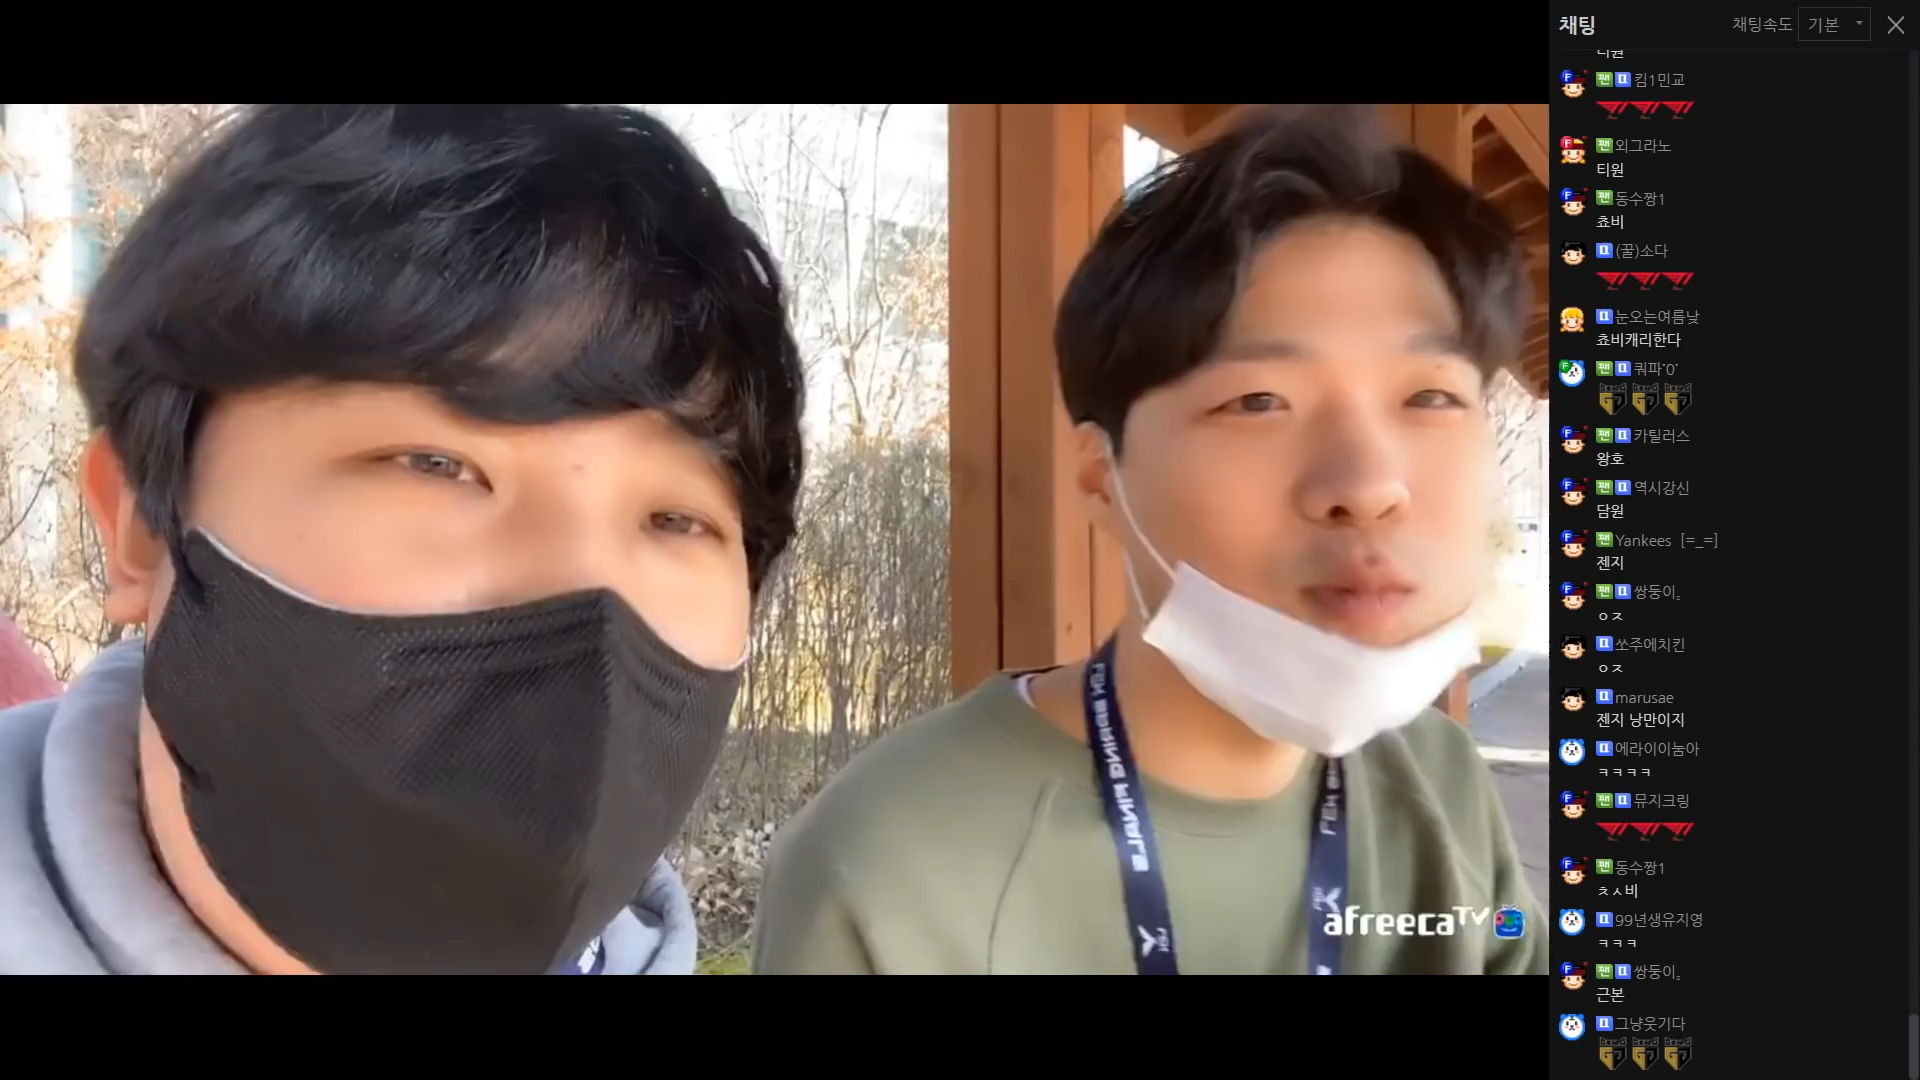 채팅
채팅속도 기본
티원
킴1민교
외그라노
티원
동수짱1
쵸비
(꿀)소다
눈오는여름낮
쵸비캐리한다
쿼파˚0˚
카틸러스
왕호
역시강신
담원
Yankees [=_=]
젠지
쌍둥이。
ㅇㅈ
쏘주에치킨
ㅇㅈ
marusae
젠지 낭만이지
에라이이눔아
ㅋㅋㅋㅋ
뮤지크링
동수짱1
ㅊㅅ비
99년생유지영
ㅋㅋㅋ
쌍둥이。
근본
그냥웃기다
afreecaTV